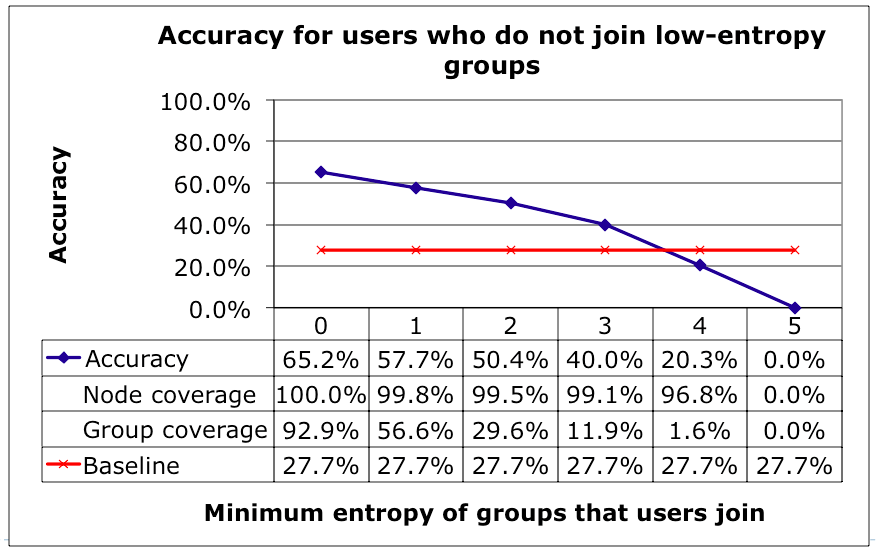 Accuracy for users who do not join low-entropy
groups
Accuracy
100.0%
80.0%
60.0%
40.0%
20.0%
0.0%
0 1 2 3 4 5
Accuracy 65.2% 57.7% 50.4% 40.0% 20.3% 0.0%
Node coverage 100.0% 99.8% 99.5% 99.1% 96.8% 0.0%
Group coverage 92.9% 56.6% 29.6% 11.9% 1.6% 0.0%
Baseline 27.7% 27.7% 27.7% 27.7% 27.7% 27.7%
Minimum entropy of groups that users join